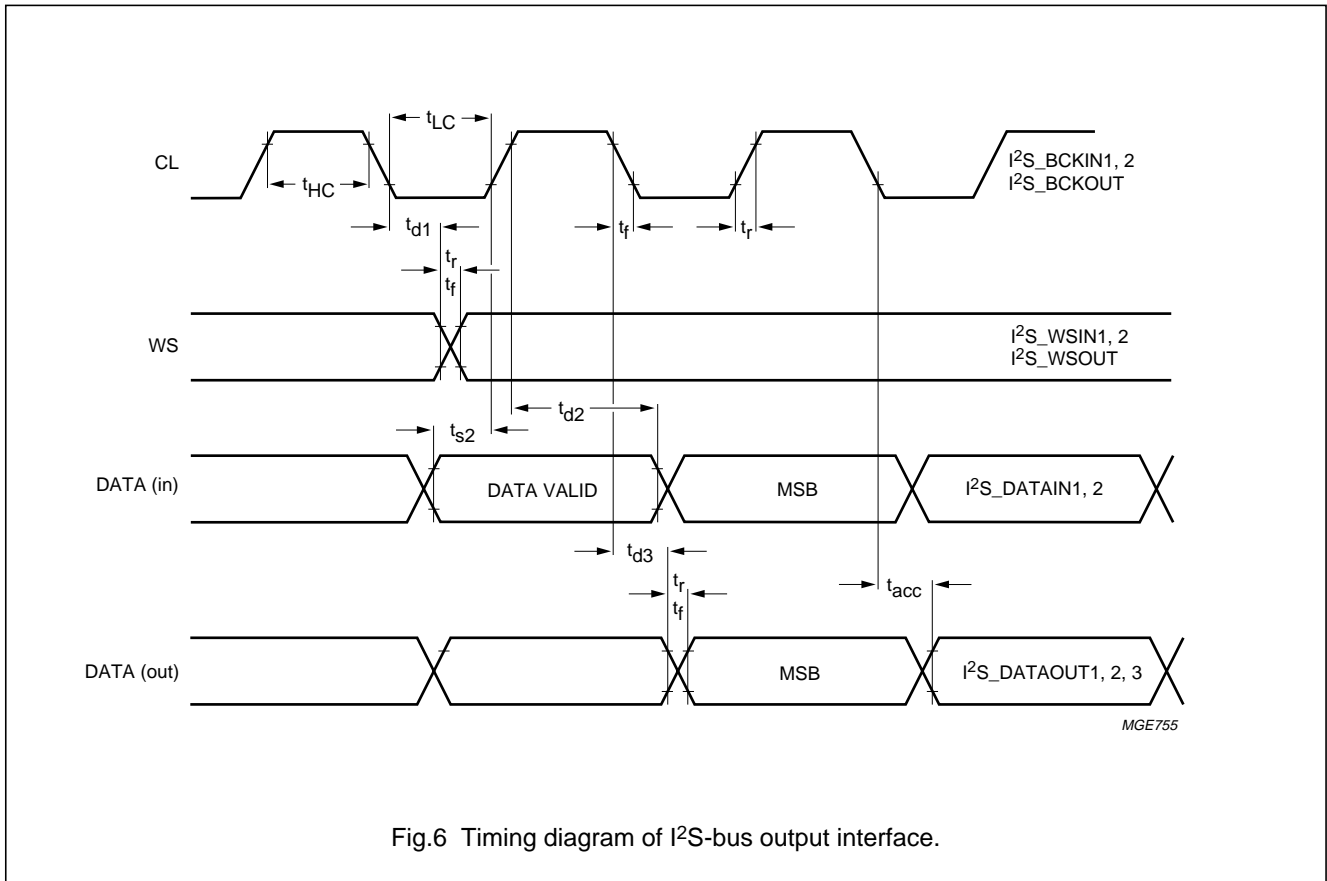 t_LC
CL
t_HC
I²S_BCKIN1, 2
I²S_BCKOUT
t_d1
t_f
t_r
t_r
t_f
WS
I²S_WSIN1, 2
I²S_WSOUT
t_d2
t_s2
DATA (in)
DATA VALID
MSB
I²S_DATAIN1, 2
t_d3
t_r
t_f
t_acc
DATA (out)
MSB
I²S_DATAOUT1, 2, 3
MGE755
Fig.6 Timing diagram of I²S-bus output interface.